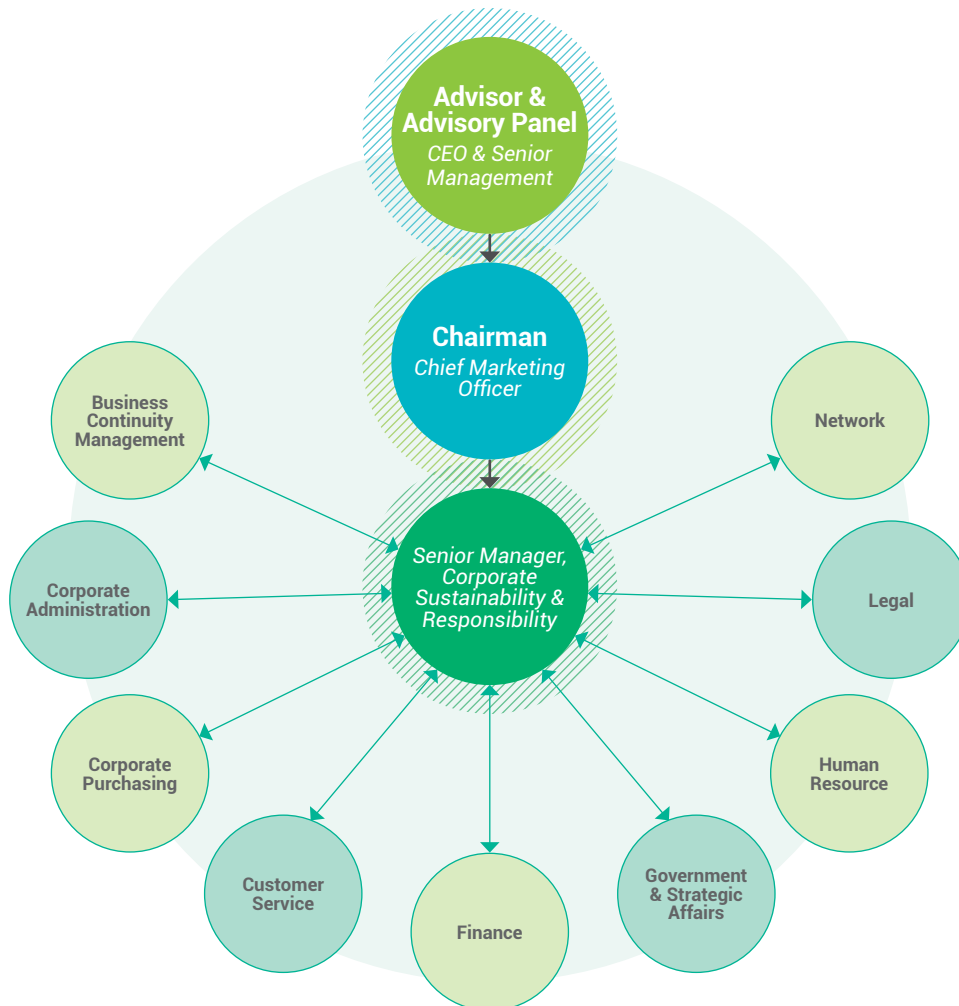 Advisor &
Advisory Panel
CEO & Senior
Management
Chairman
Chief Marketing
Officer
Business
Continuity
Management
Network
Senior Manager,
Corporate
Sustainability &
Responsibility
Corporate
Administration
Legal
Corporate
Purchasing
Human
Resource
Customer
Service
Finance
Government
& Strategic
Affairs